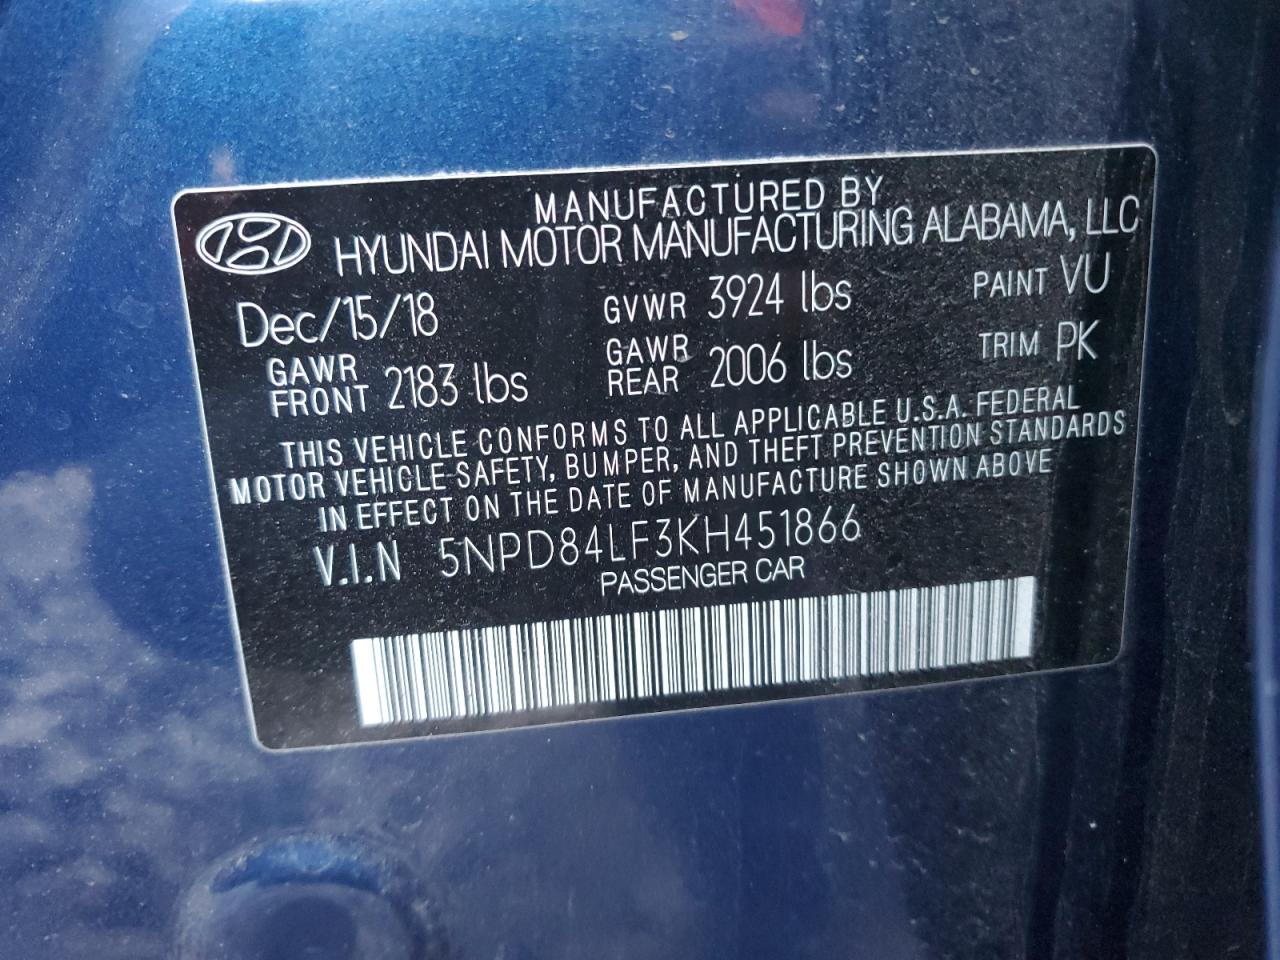 MANUFACTURED BY
HYUNDAI MOTOR MANUFACTURING ALABAMA, LLC
Dec/15/18 GVWR 3924 lbs PAINT VU
GAWR FRONT 2183 lbs GAWR REAR 2006 lbs TRIM PK
THIS VEHICLE CONFORMS TO ALL APPLICABLE U.S.A. FEDERAL
MOTOR VEHICLE SAFETY, BUMPER, AND THEFT PREVENTION STANDARDS
IN EFFECT ON THE DATE OF MANUFACTURE SHOWN ABOVE
V.I.N 5NPD84LF3KH451866
PASSENGER CAR